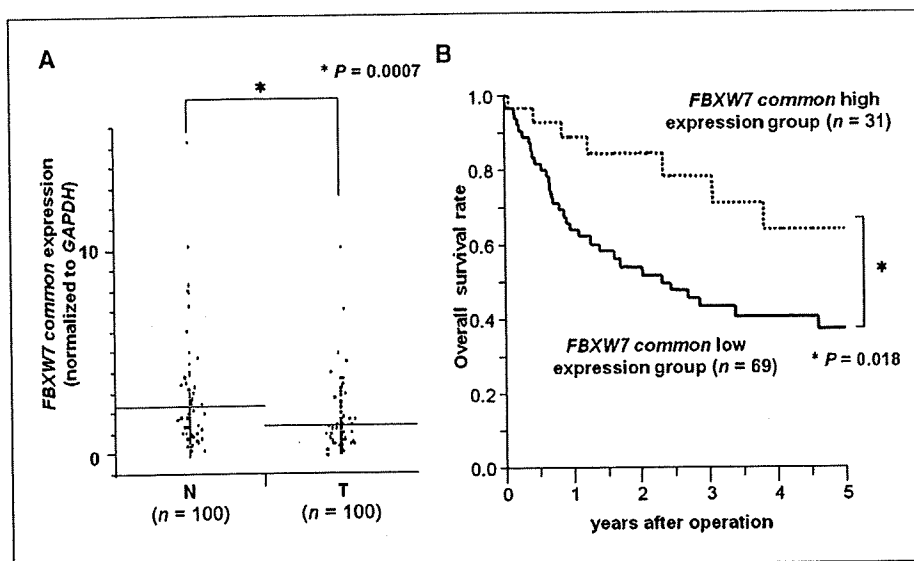 A
* P = 0.0007
*
FBXW7 common expression
(normalized to GAPDH)
10
0
N
(n = 100)
T
(n = 100)
B
FBXW7 common high
expression group (n = 31)
1.0
0.8
0.6
0.4
0.2
0.0
Overall survival rate
*
FBXW7 common low
expression group (n = 69)
* P = 0.018
0
1
2
3
4
5
years after operation